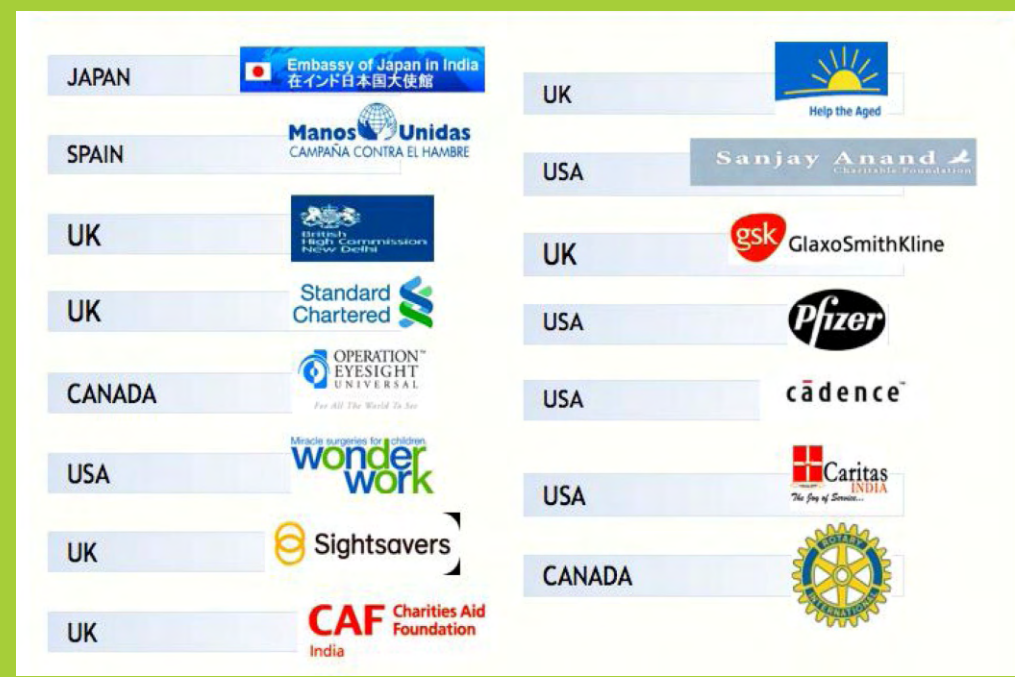 JAPAN
Embassy of Japan in India
在インド日本国大使館
SPAIN
Manos Unidas
CAMPAÑA CONTRA EL HAMBRE
UK
British
High Commission
New Delhi
UK
Standard
Chartered
CANADA
OPERATION™
EYESIGHT
UNIVERSAL
For All The World To See
USA
Miracle surgeries for children.
wonder
work
UK
Sightsavers
UK
CAF Charities Aid
Foundation
India
UK
Help the Aged
USA
Sanjay Anand
Charitable Foundation
UK
gsk GlaxoSmithKline
USA
Pfizer
USA
cādence™
USA
Caritas
INDIA
The Joy of Service...
CANADA
ROTARY
INTERNATIONAL